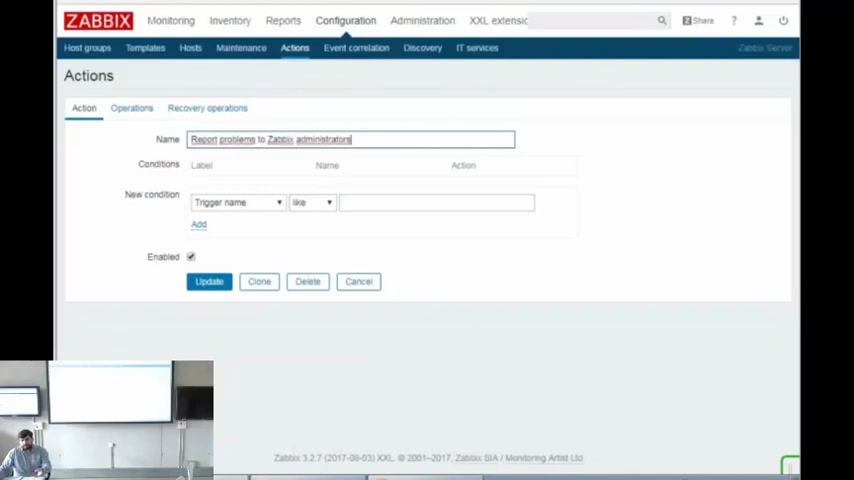 ZABBIX Monitoring Inventory Reports Configuration Administration XXL extensio Share ?
Host groups Templates Hosts Maintenance Actions Event correlation Discovery IT services Zabbix Server
Actions
Action Operations Recovery operations
Name Report problems to Zabbix administrators
Conditions Label Name Action
New condition Trigger name like
Add
Enabled
Update Clone Delete Cancel
Zabbix 3.2.7 (2017-08-03) XXL. © 2001–2017, Zabbix SIA / Monitoring Artist Ltd